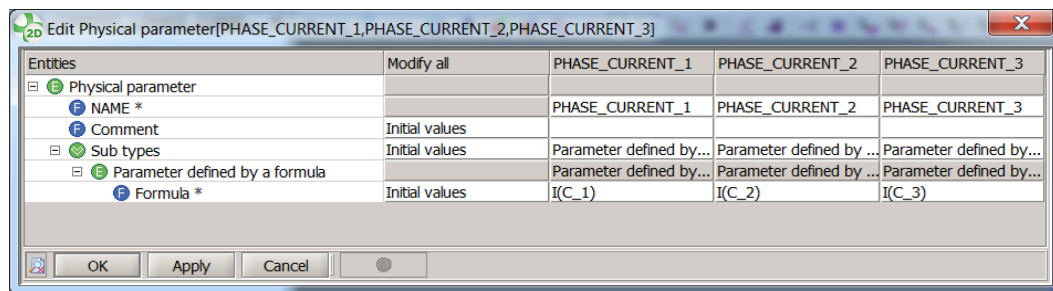 2D Edit Physical parameter[PHASE_CURRENT_1,PHASE_CURRENT_2,PHASE_CURRENT_3]
Entities Modify all PHASE_CURRENT_1 PHASE_CURRENT_2 PHASE_CURRENT_3
E Physical parameter
F NAME * PHASE_CURRENT_1 PHASE_CURRENT_2 PHASE_CURRENT_3
F Comment Initial values
Sub types Initial values Parameter defined by... Parameter defined by ... Parameter defined by...
E Parameter defined by a formula Parameter defined by... Parameter defined by ... Parameter defined by...
F Formula * Initial values I(C_1) I(C_2) I(C_3)
OK Apply Cancel